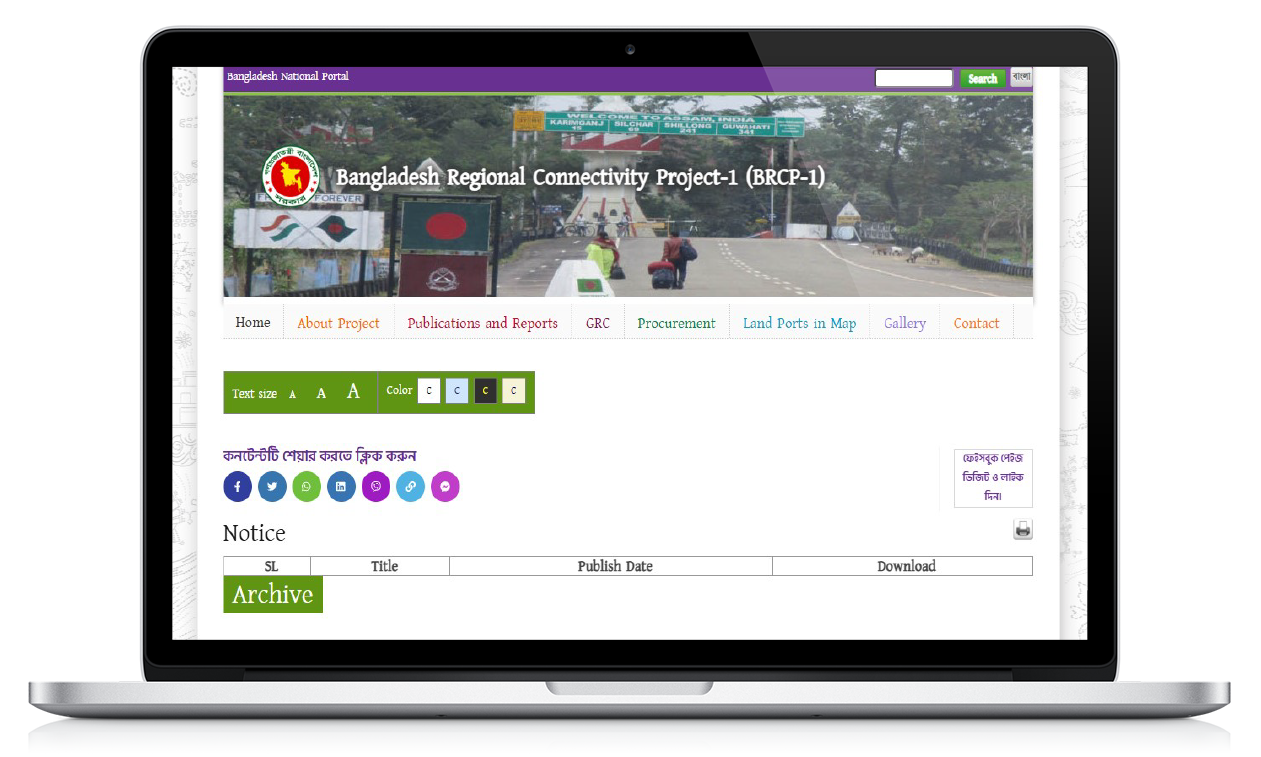 Bangladesh National Portal
Search
বাংলা
WELCOME TO ASSAM, INDIA
KARIMGANJ SILCHAR SHILLONG GUWAHATI
15 69 241 341
Bangladesh Regional Connectivity Project-1 (BRCP-1)
FOREVER
Home About Project Publications and Reports GRC Procurement Land Ports in Map Gallery Contact
Text size A A A Color C C C C
কনটেন্টটি শেয়ার করতে ক্লিক করুন
ফেইসবুক পেইজ
ভিজিট ও লাইক
দিন।
Notice
SL Title Publish Date Download
Archive